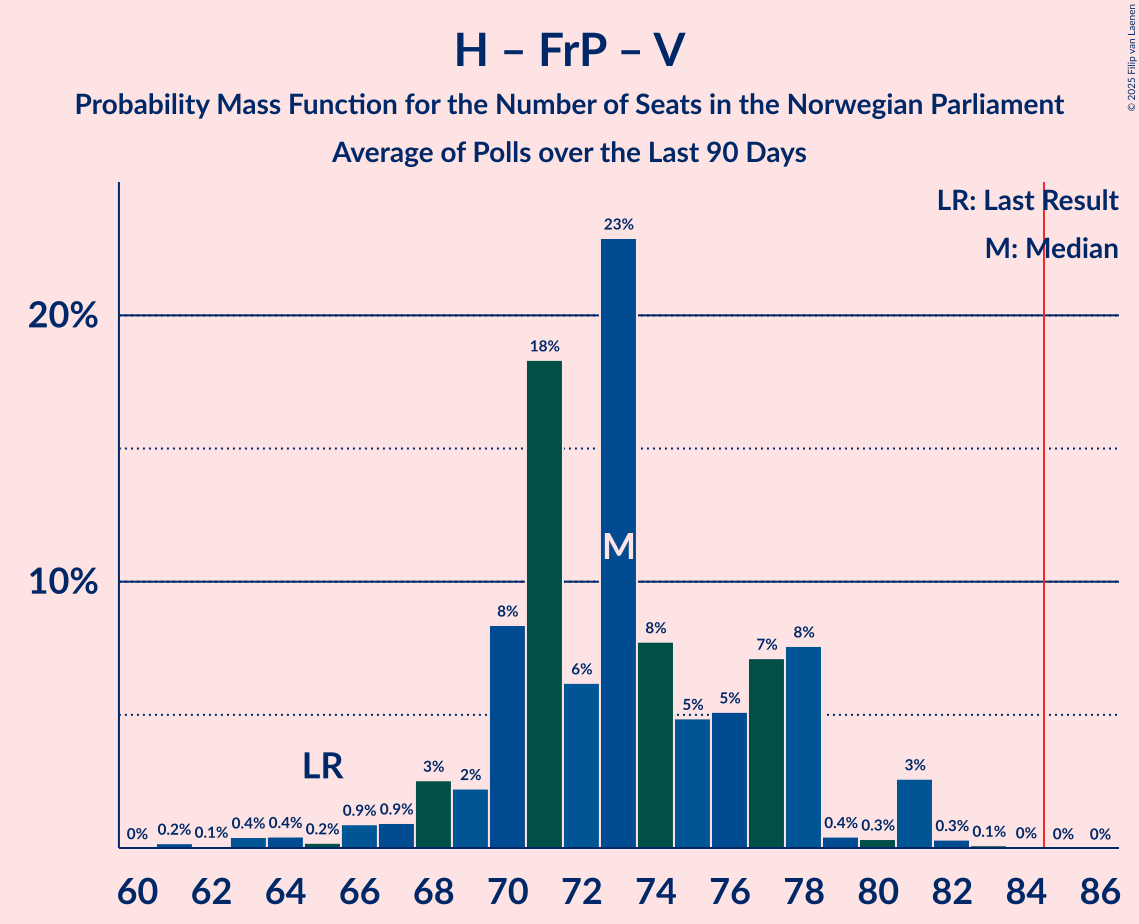 H – FrP – V
Probability Mass Function for the Number of Seats in the Norwegian Parliament
Average of Polls over the Last 90 Days
© 2025 Filip van Laenen
LR: Last Result
M: Median
20%
10%
0% 0.2% 0.1% 0.4% 0.4% 0.2% 0.9% 0.9% 3% 2% 8% 18% 6% 23% 8% 5% 5% 7% 8% 0.4% 0.3% 3% 0.3% 0.1% 0% 0% 0%
LR
M
60 62 64 66 68 70 72 74 76 78 80 82 84 86